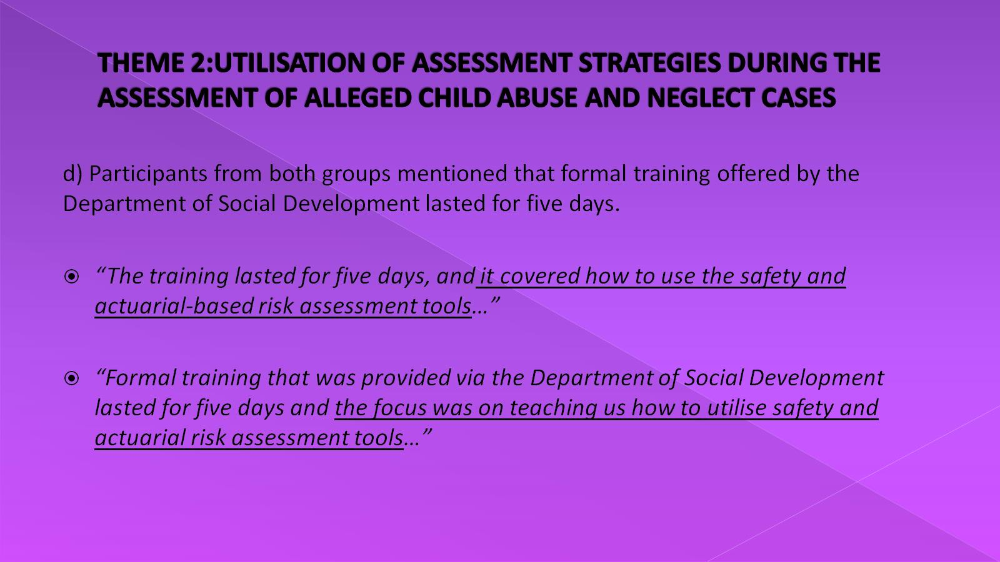 THEME 2:UTILISATION OF ASSESSMENT STRATEGIES DURING THE
ASSESSMENT OF ALLEGED CHILD ABUSE AND NEGLECT CASES
d) Participants from both groups mentioned that formal training offered by the
Department of Social Development lasted for five days.
“The training lasted for five days, and it covered how to use the safety and
actuarial-based risk assessment tools…”
“Formal training that was provided via the Department of Social Development
lasted for five days and the focus was on teaching us how to utilise safety and
actuarial risk assessment tools…”